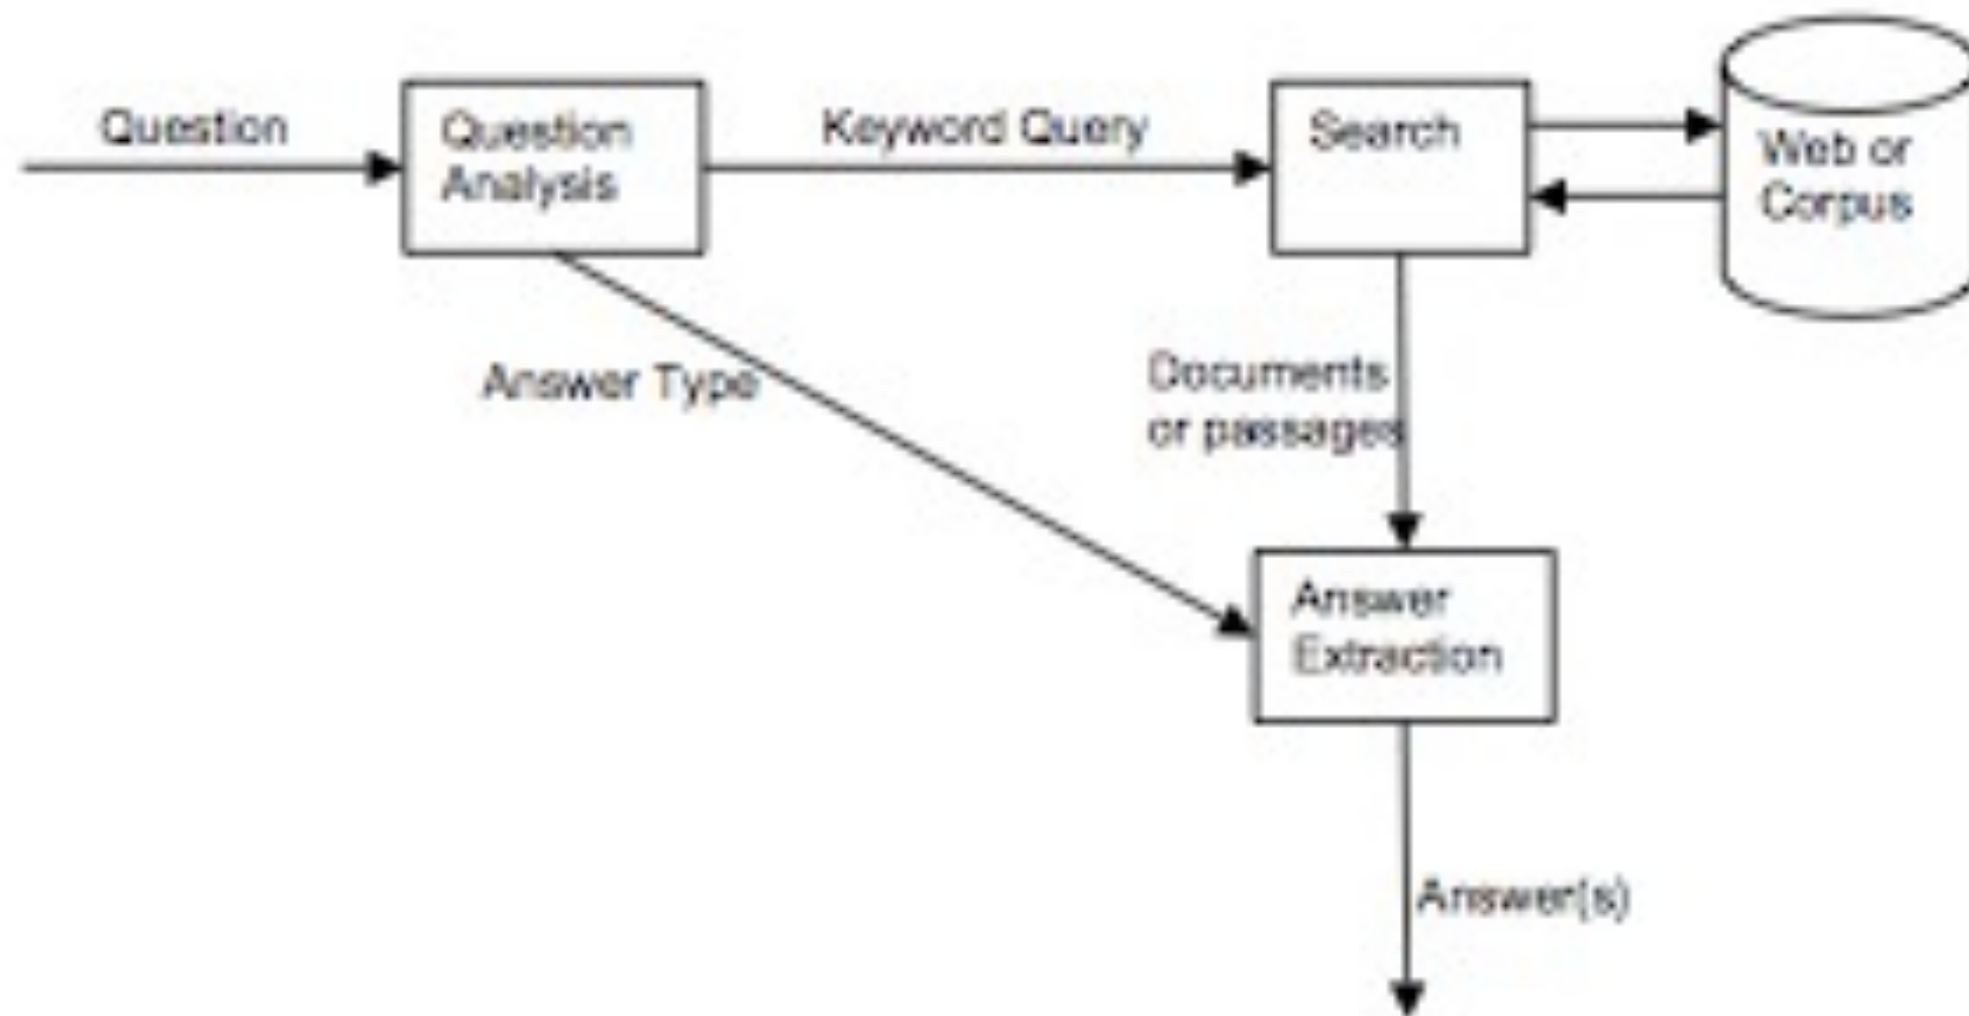 Question
Question
Analysis
Keyword Query
Search
Web or
Corpus
Answer Type
Documents
or passages
Answer
Extraction
Answer(s)